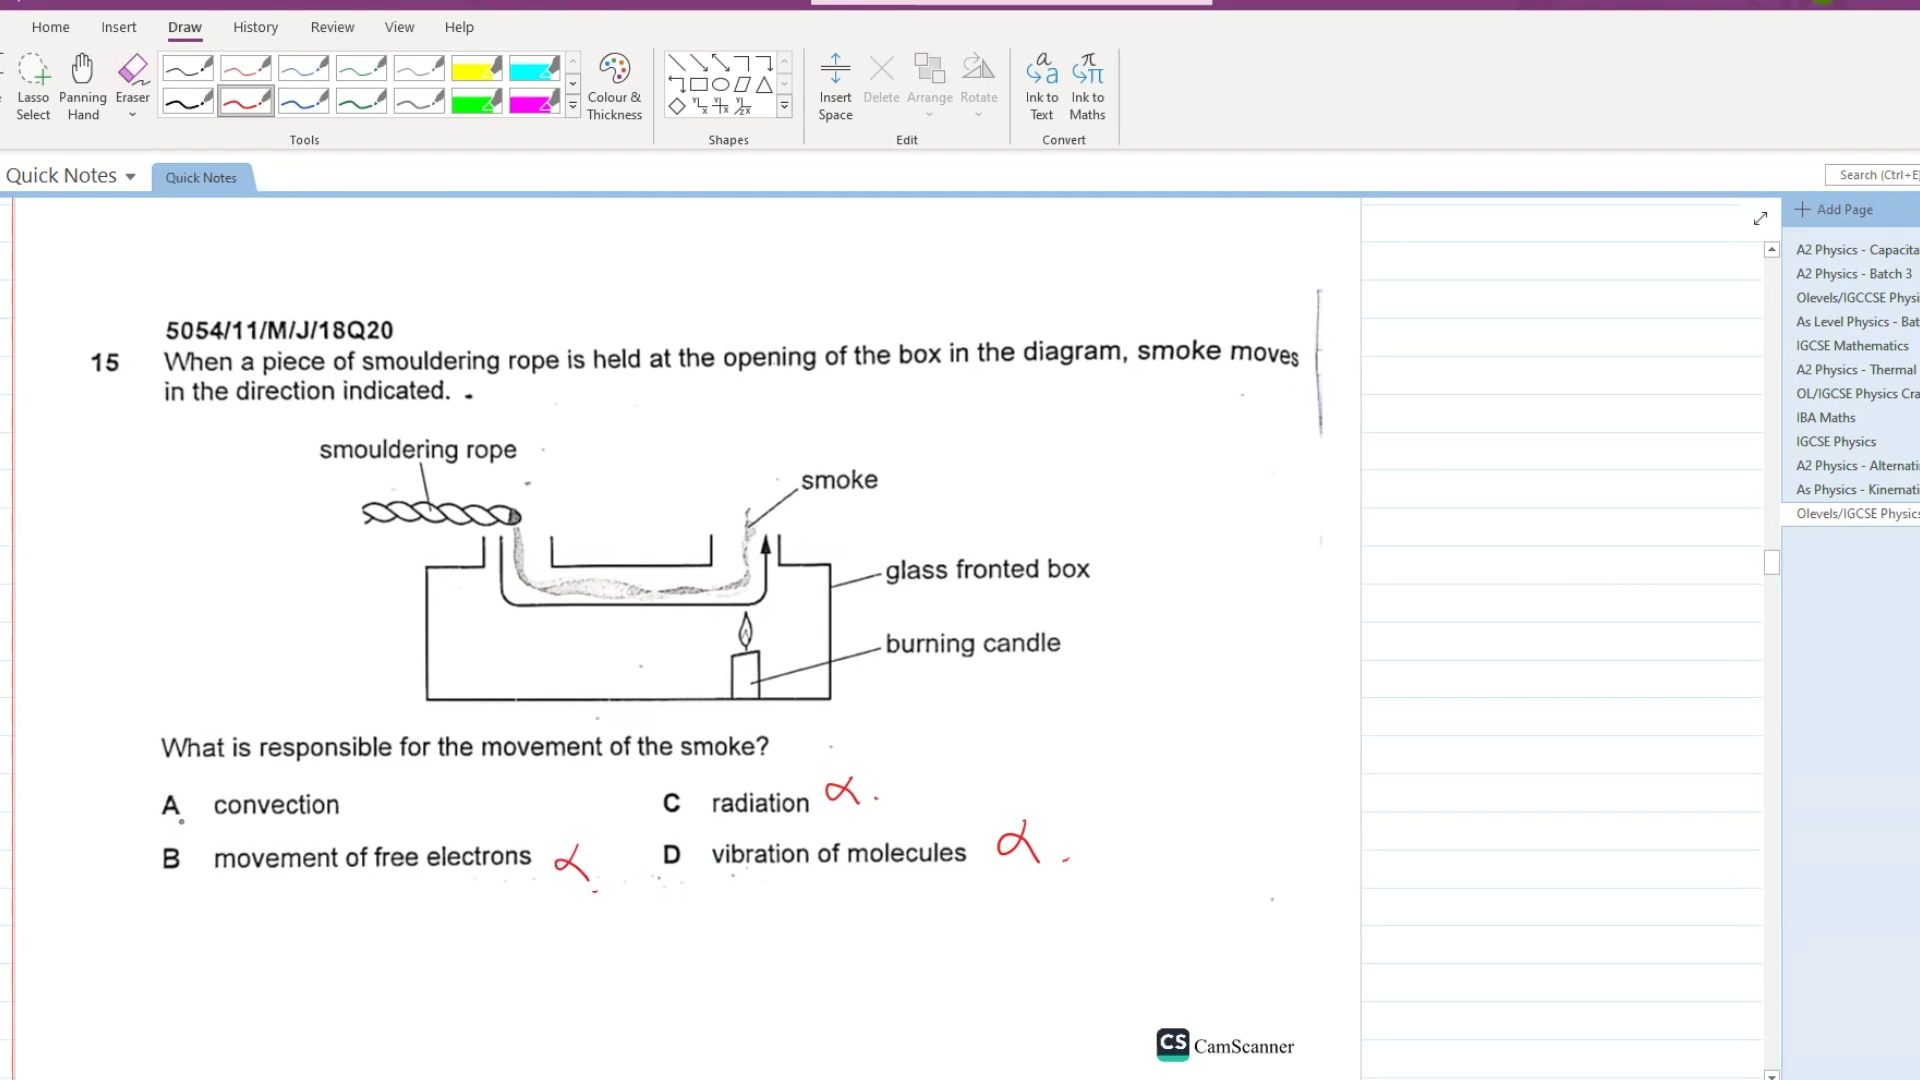 Home Insert Draw History Review View Help
Lasso Select
Panning Hand
Eraser
Colour & Thickness
Insert Space
Delete
Arrange
Rotate
Ink to Text
Ink to Maths
Tools
Shapes
Edit
Convert
Quick Notes
Quick Notes
Search (Ctrl+E
Add Page
A2 Physics - Capacita
A2 Physics - Batch 3
Olevels/IGCCSE Physi
As Level Physics - Bat
IGCSE Mathematics
A2 Physics - Thermal
OL/IGCSE Physics Cra
IBA Maths
IGCSE Physics
A2 Physics - Alternati
As Physics - Kinemati
Olevels/IGCSE Physics
5054/11/M/J/18Q20
15 When a piece of smouldering rope is held at the opening of the box in the diagram, smoke moves
in the direction indicated.
smouldering rope
smoke
glass fronted box
burning candle
What is responsible for the movement of the smoke?
A convection
C radiation
B movement of free electrons
D vibration of molecules
CS CamScanner